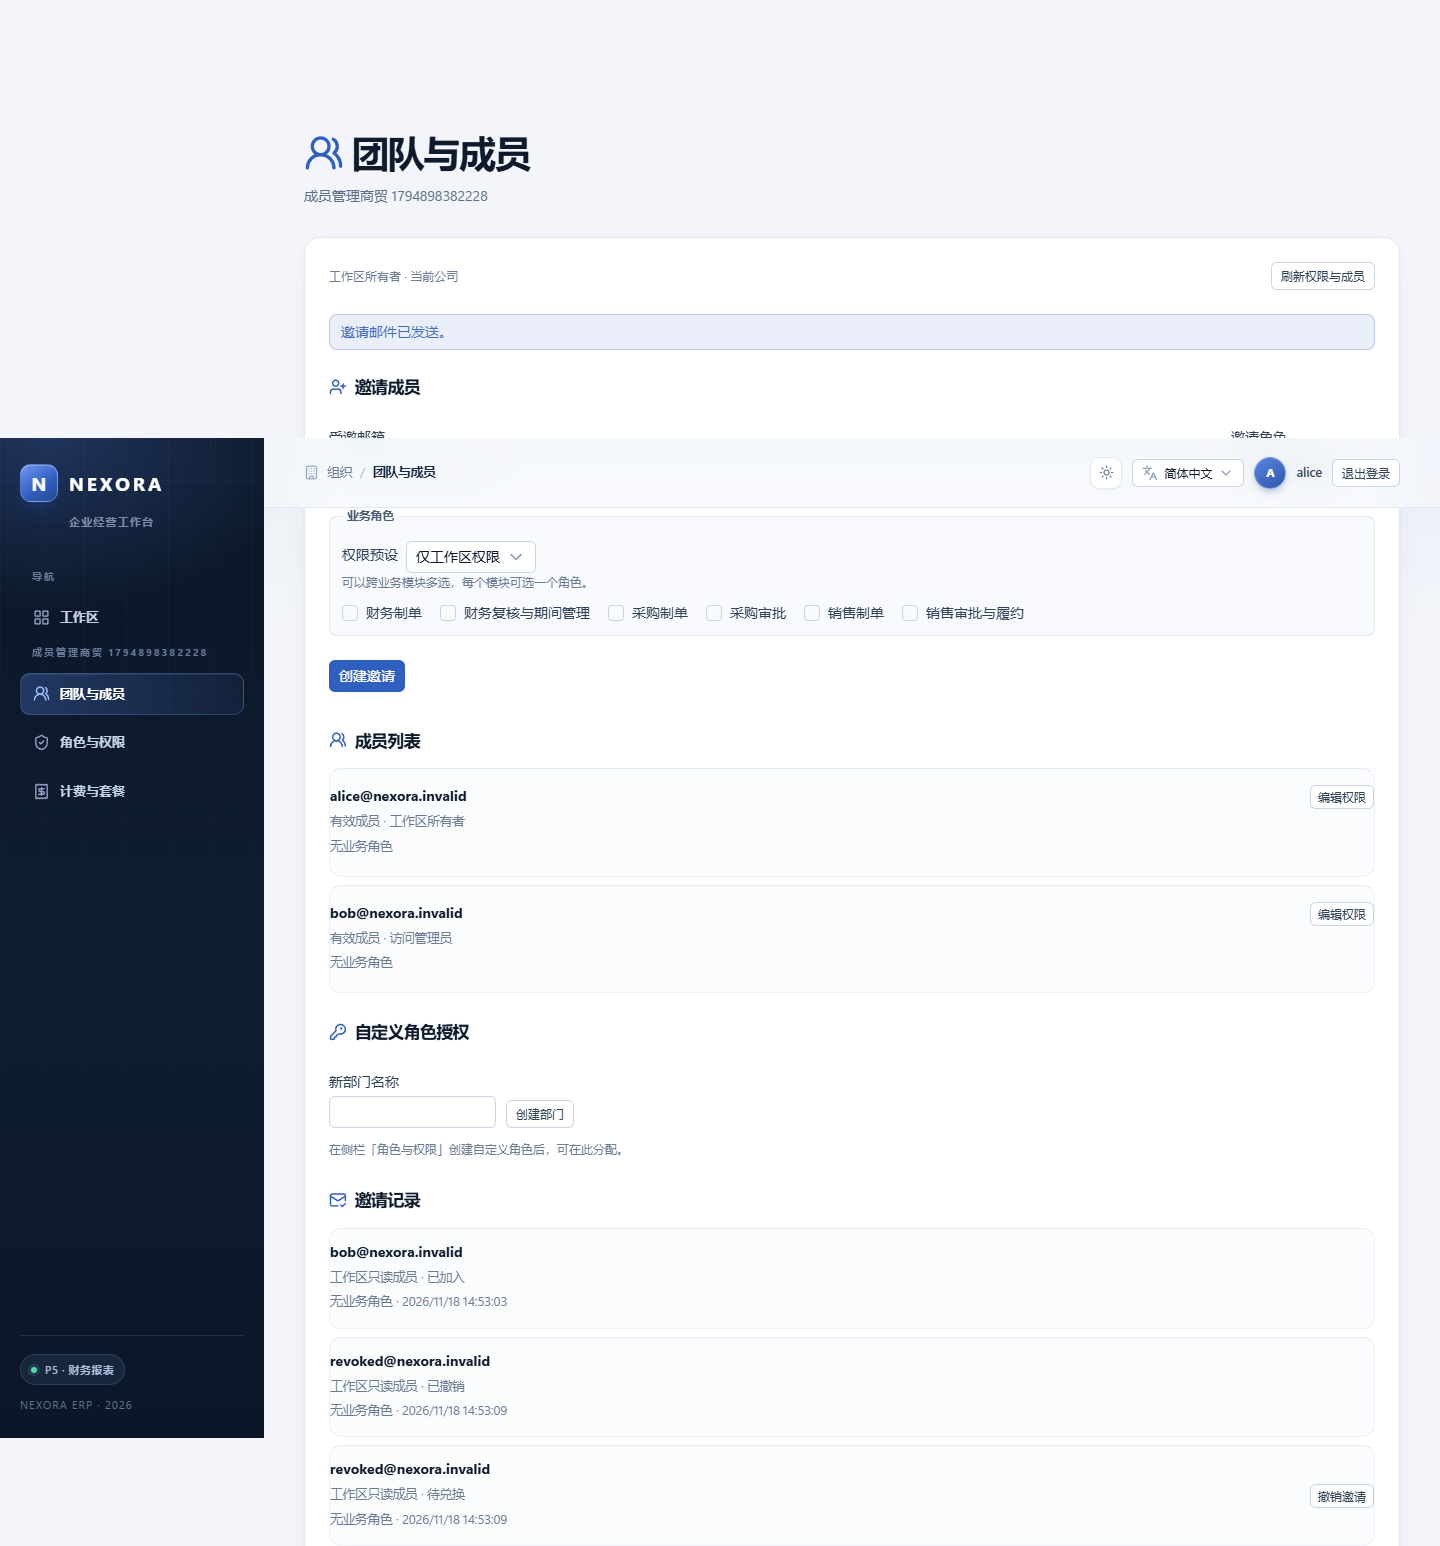 团队与成员
成员管理商贸 1794898382228
工作区所有者 · 当前公司
刷新权限与成员
邀请邮件已发送。
邀请成员
受邀邮箱
邀请角色
N NEXORA
企业经营工作台
导航
工作区
成员管理商贸 1794898382228
团队与成员
角色与权限
计费与套餐
P5 · 财务报表
NEXORA ERP · 2026
组织 / 团队与成员
简体中文
A alice
退出登录
业务角色
权限预设 仅工作区权限
可以跨业务模块多选，每个模块可选一个角色。
财务制单 财务复核与期间管理 采购制单 采购审批 销售制单 销售审批与履约
创建邀请
成员列表
alice@nexora.invalid
编辑权限
有效成员 · 工作区所有者
无业务角色
bob@nexora.invalid
编辑权限
有效成员 · 访问管理员
无业务角色
自定义角色授权
新部门名称
创建部门
在侧栏「角色与权限」创建自定义角色后，可在此分配。
邀请记录
bob@nexora.invalid
工作区只读成员 · 已加入
无业务角色 · 2026/11/18 14:53:03
revoked@nexora.invalid
工作区只读成员 · 已撤销
无业务角色 · 2026/11/18 14:53:09
revoked@nexora.invalid
工作区只读成员 · 待兑换
撤销邀请
无业务角色 · 2026/11/18 14:53:09